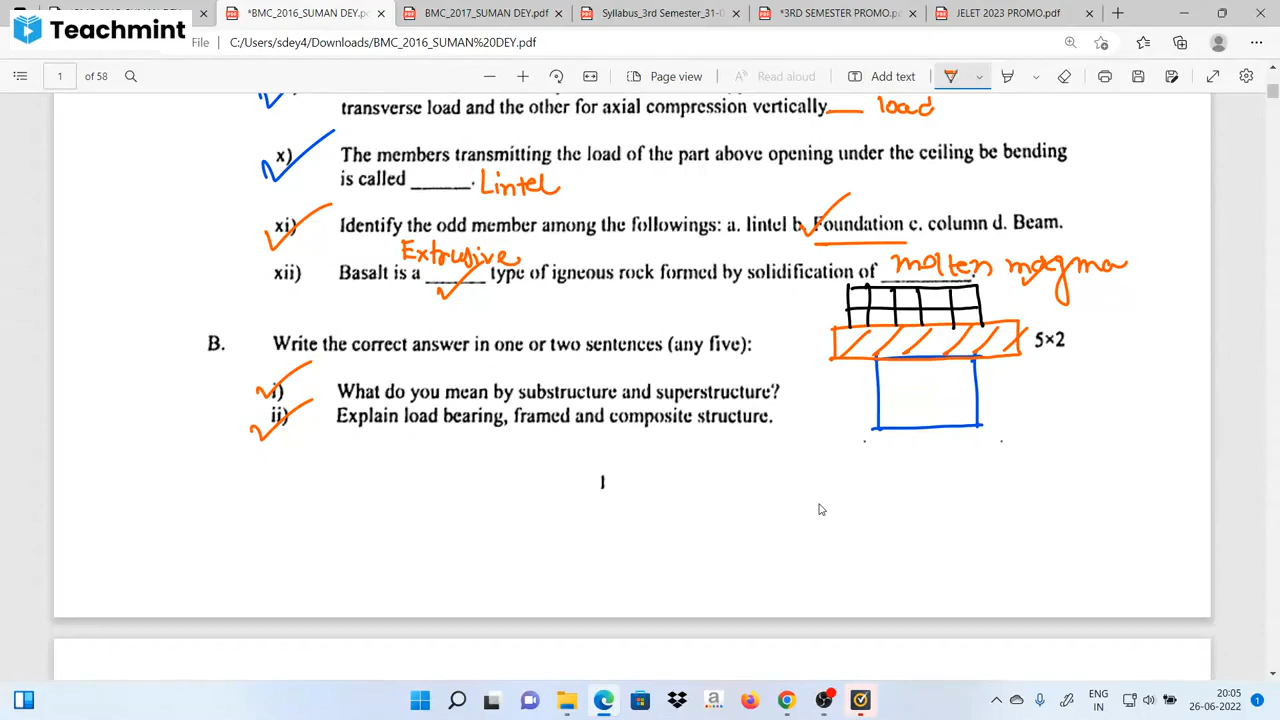 Teachmint
*BMC_2016_SUMAN DEY.pdf
BMC_2016_SUMAN DEY.pdf
Syllabus_3rd Semester_31-0
*3RD SEMESTER PROMO.pdf
JELET 2023 PROMO.pdf
File C:/Users/sdey4/Downloads/BMC_2016_SUMAN%20DEY.pdf
1 of 58 Page view Read aloud Add text
transverse load and the other for axial compression vertically load
x) The members transmitting the load of the part above opening under the ceiling be bending
is called ______. Lintel
xi) Identify the odd member among the followings: a. lintel b. Foundation c. column d. Beam.
Extrusive
xii) Basalt is a ______ type of igneous rock formed by solidification of _________. molten magma
B. Write the correct answer in one or two sentences (any five): 5×2
i) What do you mean by substructure and superstructure?
ii) Explain load bearing, framed and composite structure.
1
ENG
IN
20:05
26-06-2022
1